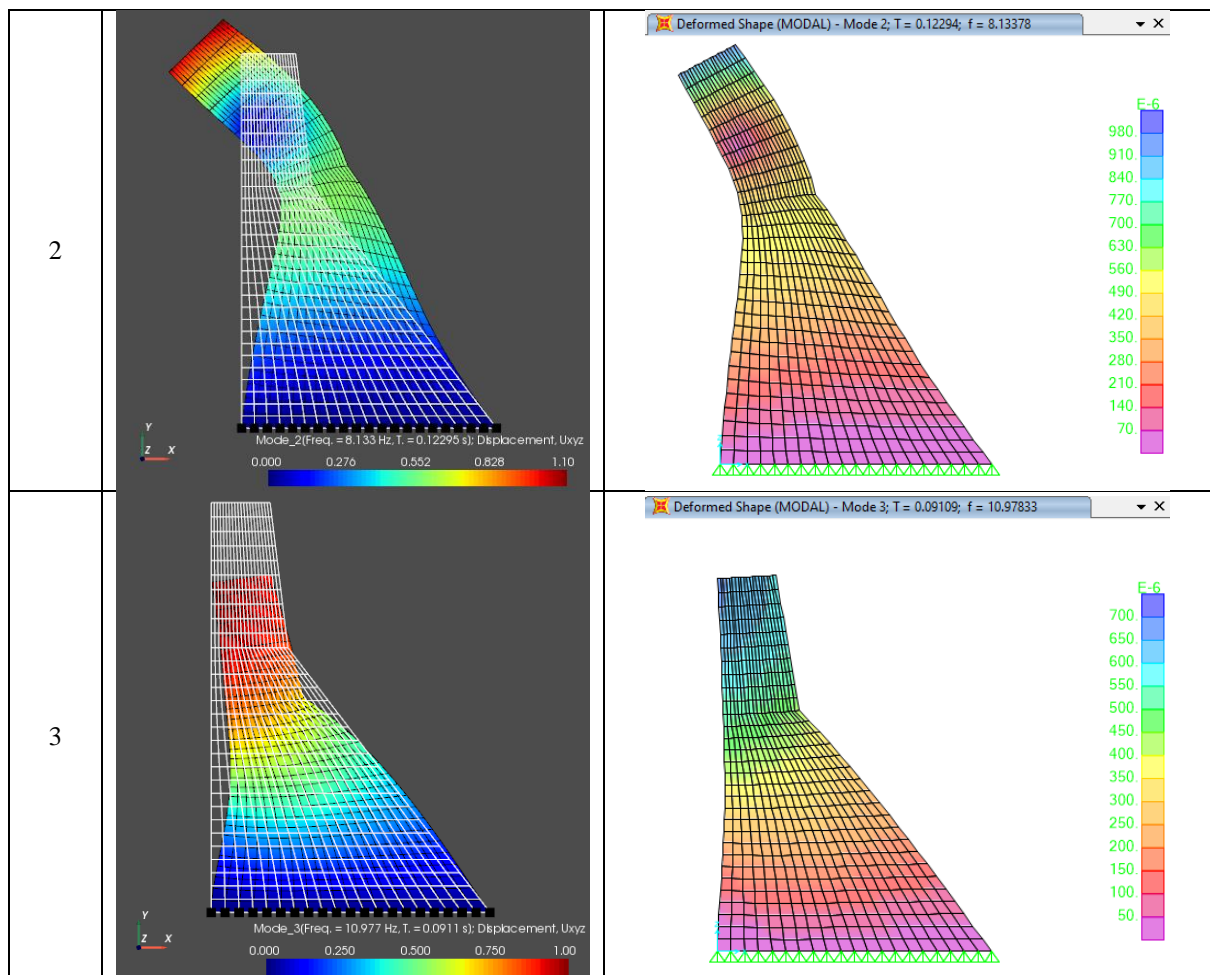 2
Mode_2(Freq. = 8.133 Hz, T. = 0.12295 s); Displacement, Uxyz
0.000 0.276 0.552 0.828 1.10
Y
Z X
Deformed Shape (MODAL) - Mode 2; T = 0.12294; f = 8.13378
E-6
980.
910.
840.
770.
700.
630.
560.
490.
420.
350.
280.
210.
140.
70.
3
Mode_3(Freq. = 10.977 Hz, T. = 0.0911 s); Displacement, Uxyz
0.000 0.250 0.500 0.750 1.00
Y
Z X
Deformed Shape (MODAL) - Mode 3; T = 0.09109; f = 10.97833
E-6
700.
650.
600.
550.
500.
450.
400.
350.
300.
250.
200.
150.
100.
50.